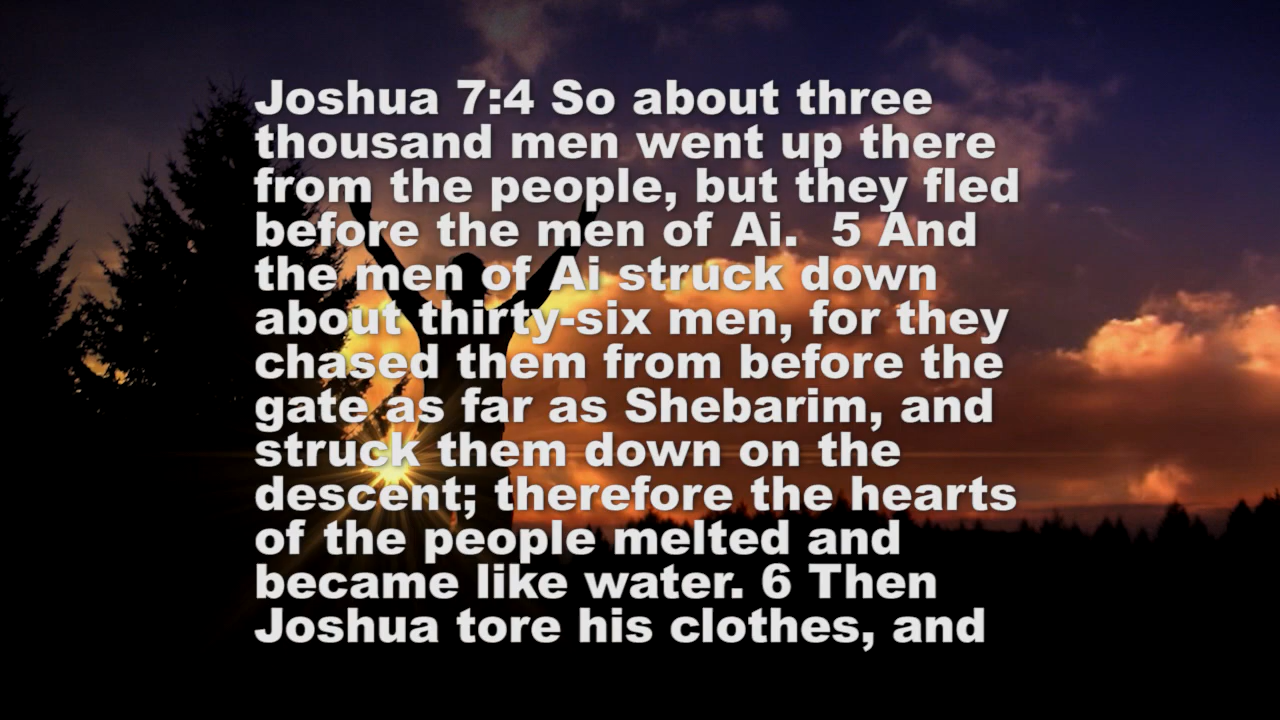 Joshua 7:4 So about three
thousand men went up there
from the people, but they fled
before the men of Ai.  5 And
the men of Ai struck down
about thirty-six men, for they
chased them from before the
gate as far as Shebarim, and
struck them down on the
descent; therefore the hearts
of the people melted and
became like water. 6 Then
Joshua tore his clothes, and